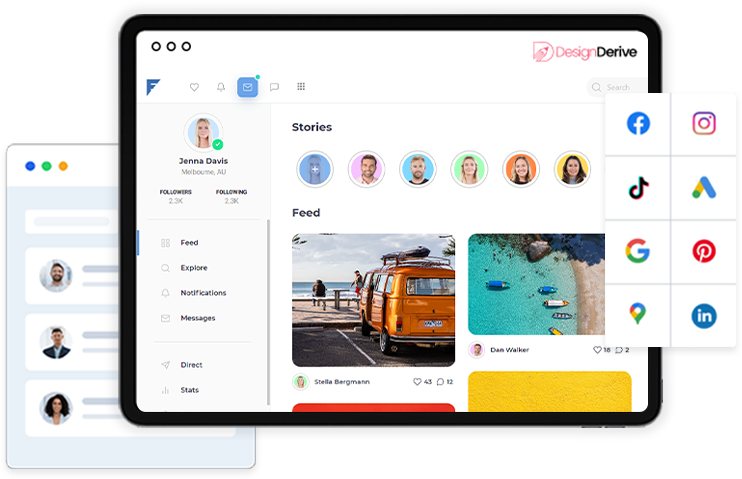 DesignDerive
Search
Jenna Davis
Melbourne, AU
FOLLOWERS FOLLOWING
2,3K 2,3K
Feed
Explore
Notifications
Messages
Direct
Stats
Stories
Feed
Stella Bergmann 43 12
Dan Walker 18 2